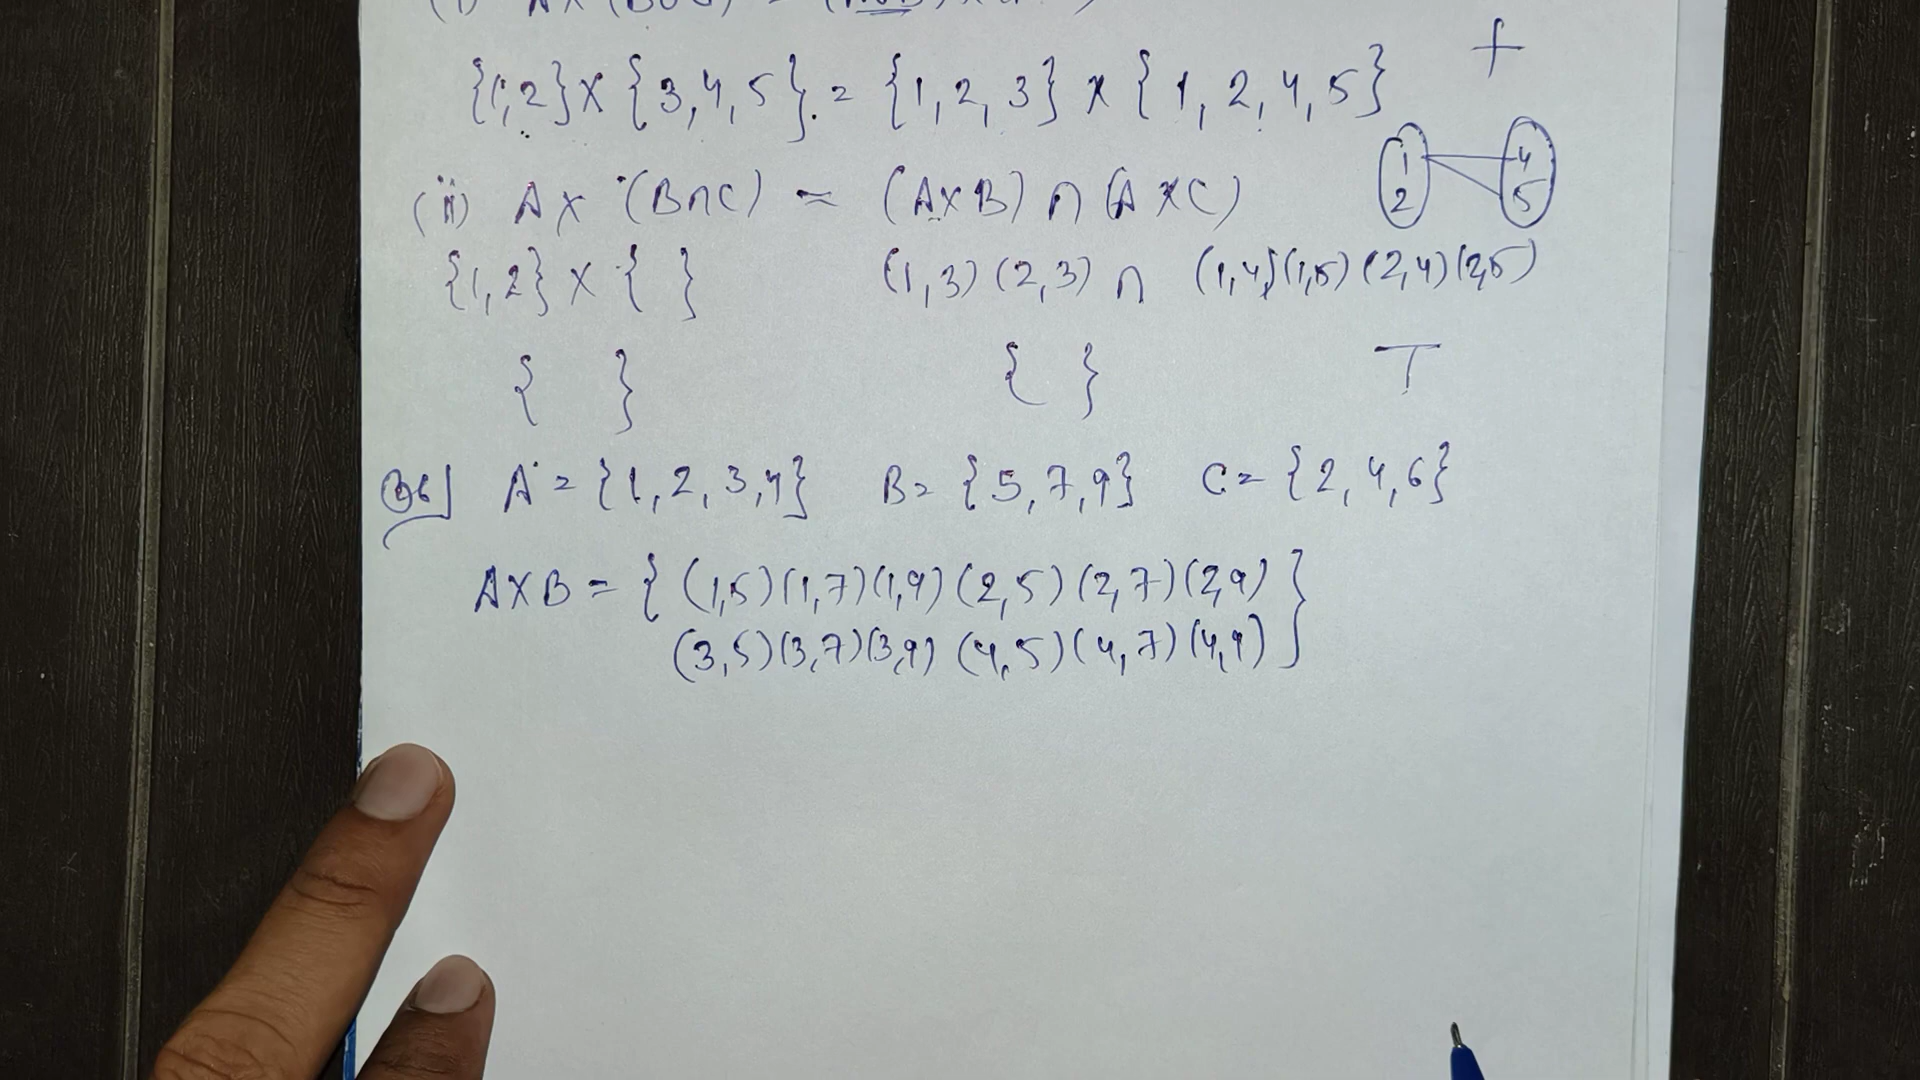 {1,2} × {3,4,5} = {1,2,3} × {1,2,4,5}
f
1 4
2 5
(ii) A × (B∩C) = (A×B) ∩ (A×C)
{1,2} × { } (1,3) (2,3) ∩ (1,4) (1,5) (2,4) (2,5)
{ } { } T
Q6] A = {1,2,3,4} B = {5,7,9} C = {2,4,6}
A×B = { (1,5) (1,7) (1,9) (2,5) (2,7) (2,9)
(3,5) (3,7) (3,9) (4,5) (4,7) (4,9) }